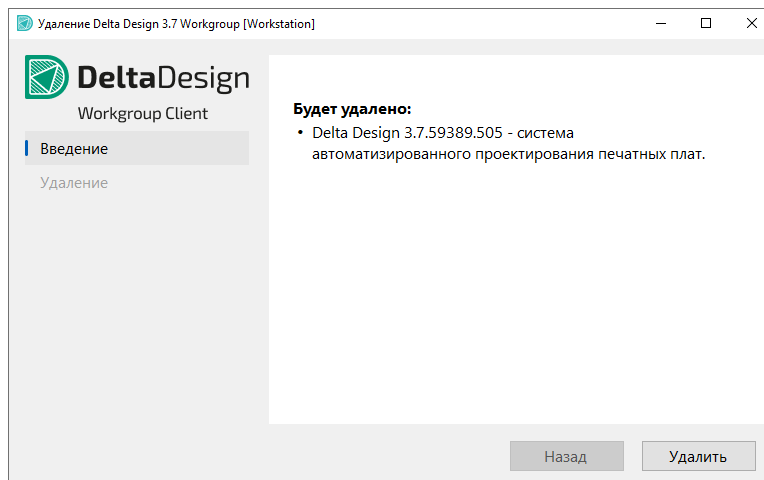 Удаление Delta Design 3.7 Workgroup [Workstation]
DeltaDesign
Workgroup Client
Введение
Удаление
Будет удалено:
• Delta Design 3.7.59389.505 - система
автоматизированного проектирования печатных плат.
Назад
Удалить